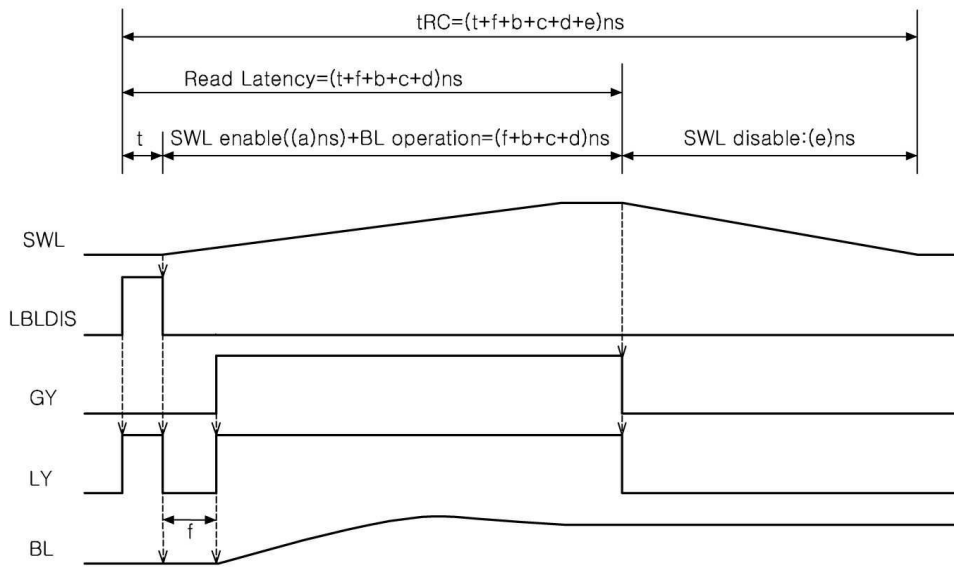 tRC=(t+f+b+c+d+e)ns
Read Latency=(t+f+b+c+d)ns
t
SWL enable((a)ns)+BL operation=(f+b+c+d)ns
SWL disable:(e)ns
SWL
LBLDIS
GY
LY
f
BL